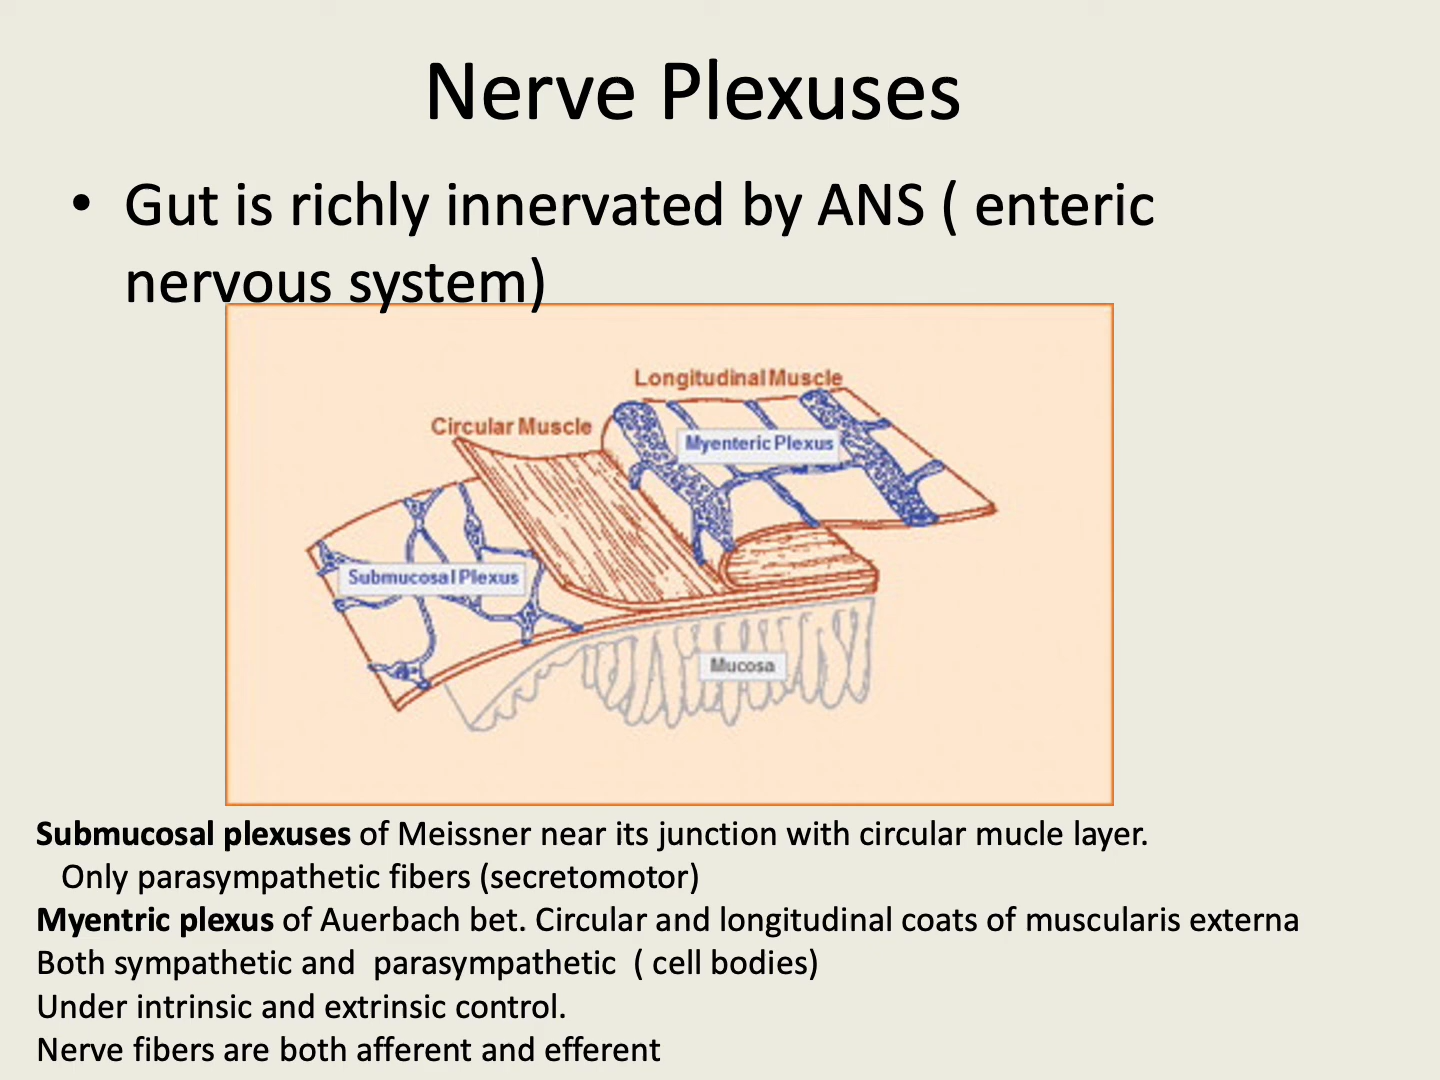 Nerve Plexuses
• Gut is richly innervated by ANS ( enteric
nervous system)
Longitudinal Muscle
Circular Muscle
Myenteric Plexus
Submucosal Plexus
Mucosa
Submucosal plexuses of Meissner near its junction with circular mucle layer.
Only parasympathetic fibers (secretomotor)
Myentric plexus of Auerbach bet. Circular and longitudinal coats of muscularis externa
Both sympathetic and  parasympathetic  ( cell bodies)
Under intrinsic and extrinsic control.
Nerve fibers are both afferent and efferent